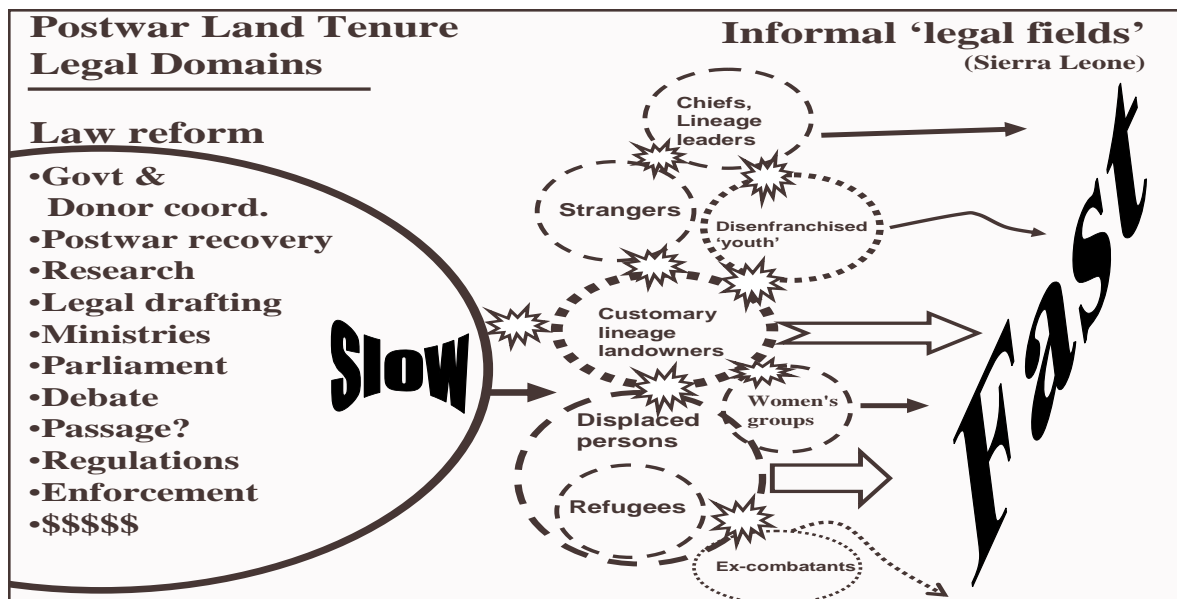 Postwar Land Tenure
Legal Domains
Informal ‘legal fields’
(Sierra Leone)
Law reform
•Govt &
Donor coord.
•Postwar recovery
•Research
•Legal drafting
•Ministries
•Parliament
•Debate
•Passage?
•Regulations
•Enforcement
•$$$$$
Slow
Chiefs,
Lineage
leaders
Strangers
Disenfranchised
‘youth’
Customary
lineage
landowners
Women's
groups
Displaced
persons
Refugees
Ex-combatants
Fast